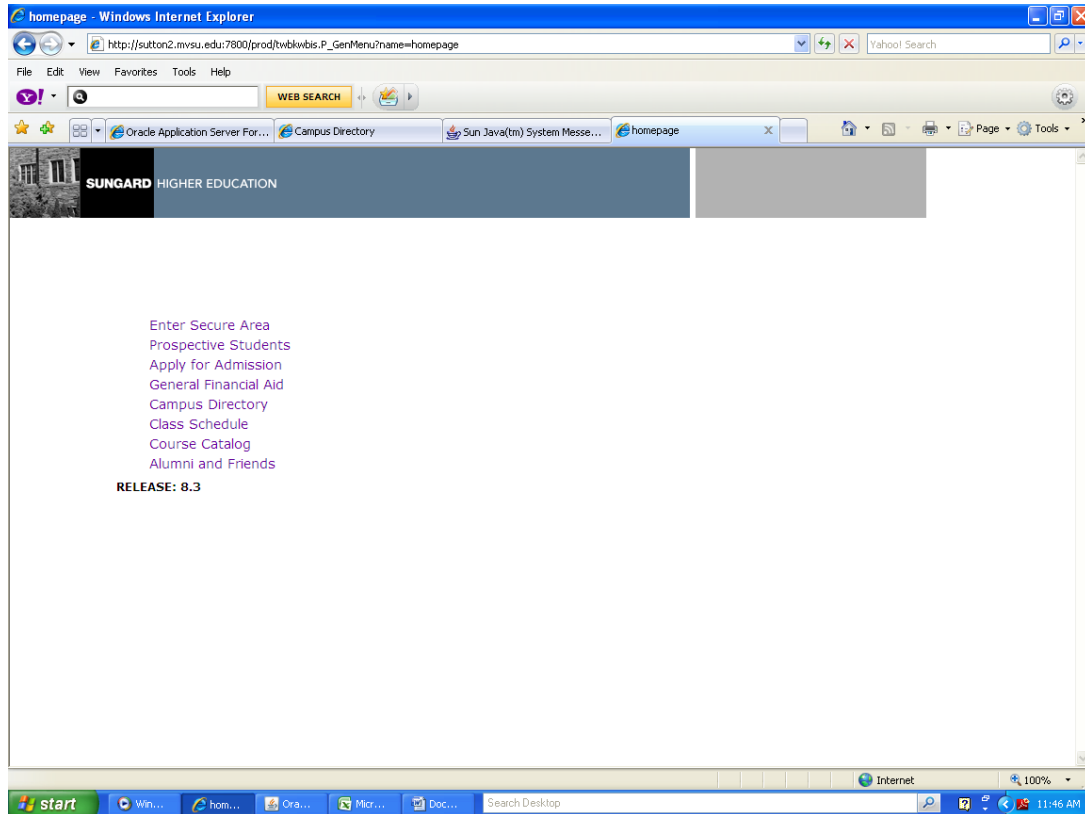 homepage - Windows Internet Explorer
http://sutton2.mvsu.edu:7800/prod/twbkwbis.P_GenMenu?name=homepage
Yahoo! Search
File Edit View Favorites Tools Help
Y! WEB SEARCH
Oracle Application Server For... Campus Directory Sun Java(tm) System Messe... homepage x Page Tools
SUNGARD HIGHER EDUCATION
Enter Secure Area
Prospective Students
Apply for Admission
General Financial Aid
Campus Directory
Class Schedule
Course Catalog
Alumni and Friends
RELEASE: 8.3
Internet 100%
start Win... hom... Ora... Micr... Doc... Search Desktop 11:46 AM